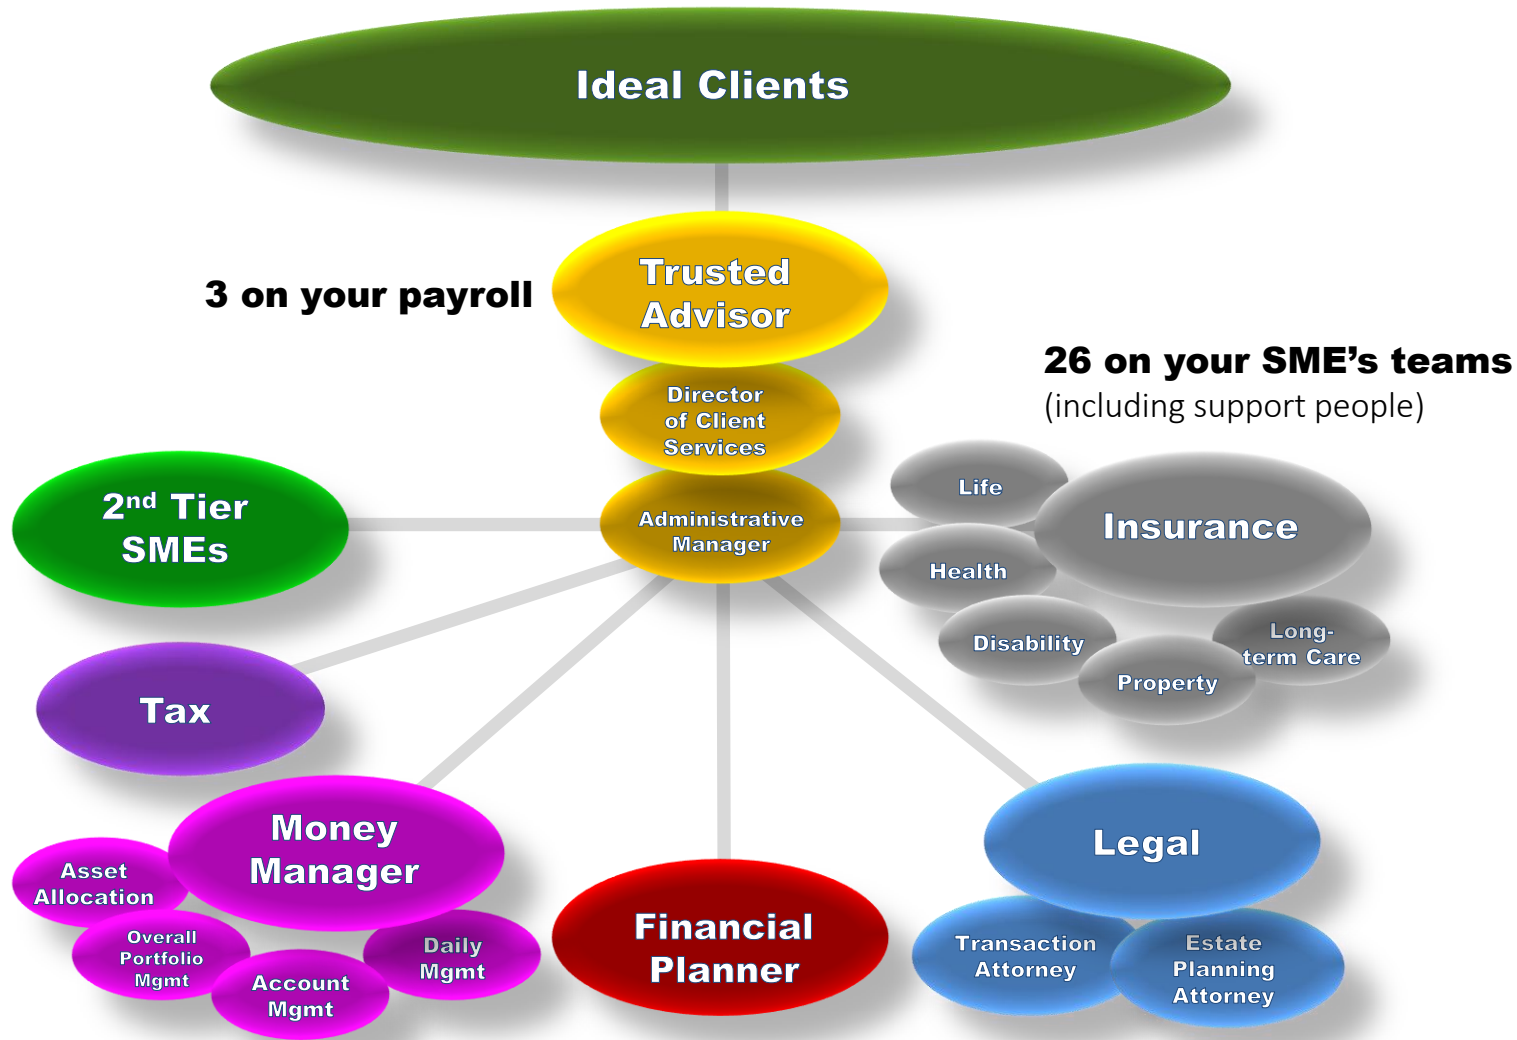 Ideal Clients
Trusted
Advisor
3 on your payroll
Director
of Client
Services
26 on your SME’s teams
(including support people)
Administrative
Manager
2nd Tier
SMEs
Life
Insurance
Health
Disability
Property
Long-
term Care
Tax
Money
Manager
Asset
Allocation
Overall
Portfolio
Mgmt
Account
Mgmt
Daily
Mgmt
Financial
Planner
Legal
Transaction
Attorney
Estate
Planning
Attorney